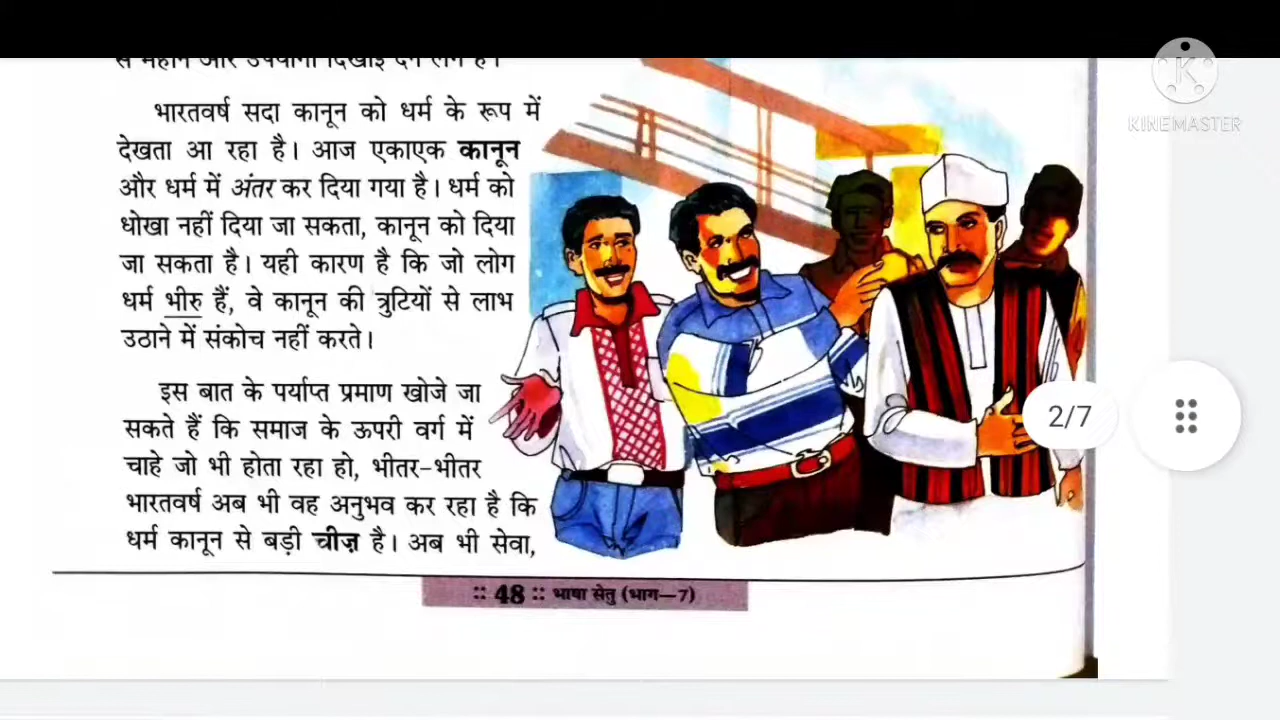 भारतवर्ष सदा कानून को धर्म के रूप में
देखता आ रहा है। आज एकाएक कानून
और धर्म में अंतर कर दिया गया है। धर्म को
धोखा नहीं दिया जा सकता, कानून को दिया
जा सकता है। यही कारण है कि जो लोग
धर्म भीरु हैं, वे कानून की त्रुटियों से लाभ
उठाने में संकोच नहीं करते।
इस बात के पर्याप्त प्रमाण खोजे जा
सकते हैं कि समाज के ऊपरी वर्ग में
चाहे जो भी होता रहा हो, भीतर-भीतर
भारतवर्ष अब भी वह अनुभव कर रहा है कि
धर्म कानून से बड़ी चीज़ है। अब भी सेवा,
:: 48 :: भाषा सेतु (भाग—7)
2/7
K
KINEMASTER